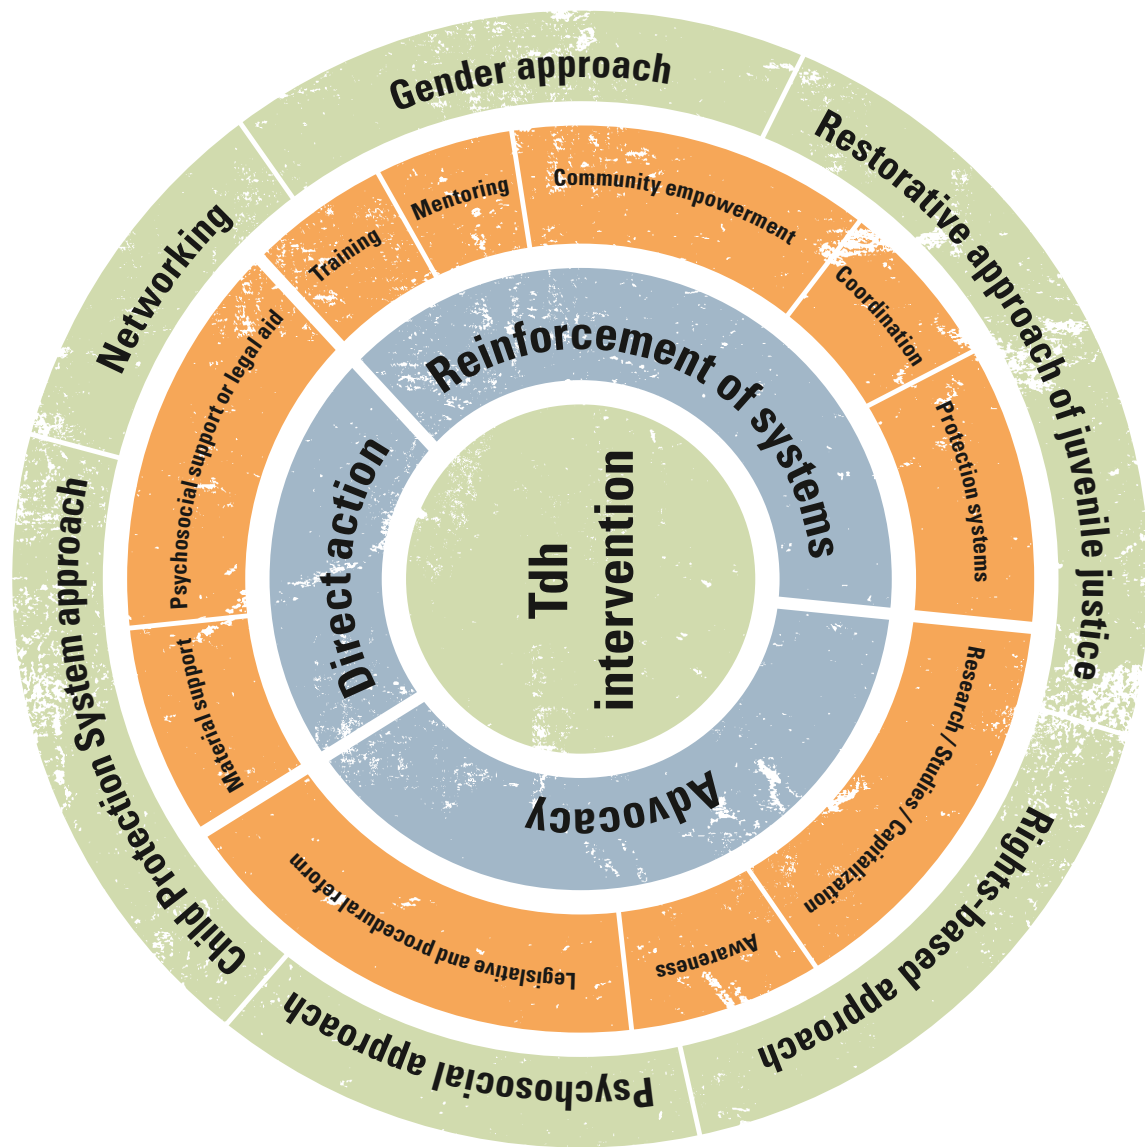 Gender approach
Restorative approach of juvenile justice
Rights-based approach
Psychosocial approach
Child Protection System approach
Networking
Training
Mentoring
Community empowerment
Coordination
Protection systems
Research / Studies / Capitalization
Awareness
Legislative and procedural reform
Material support
Psychosocial support or legal aid
Reinforcement of systems
Advocacy
Direct action
Tdh
intervention